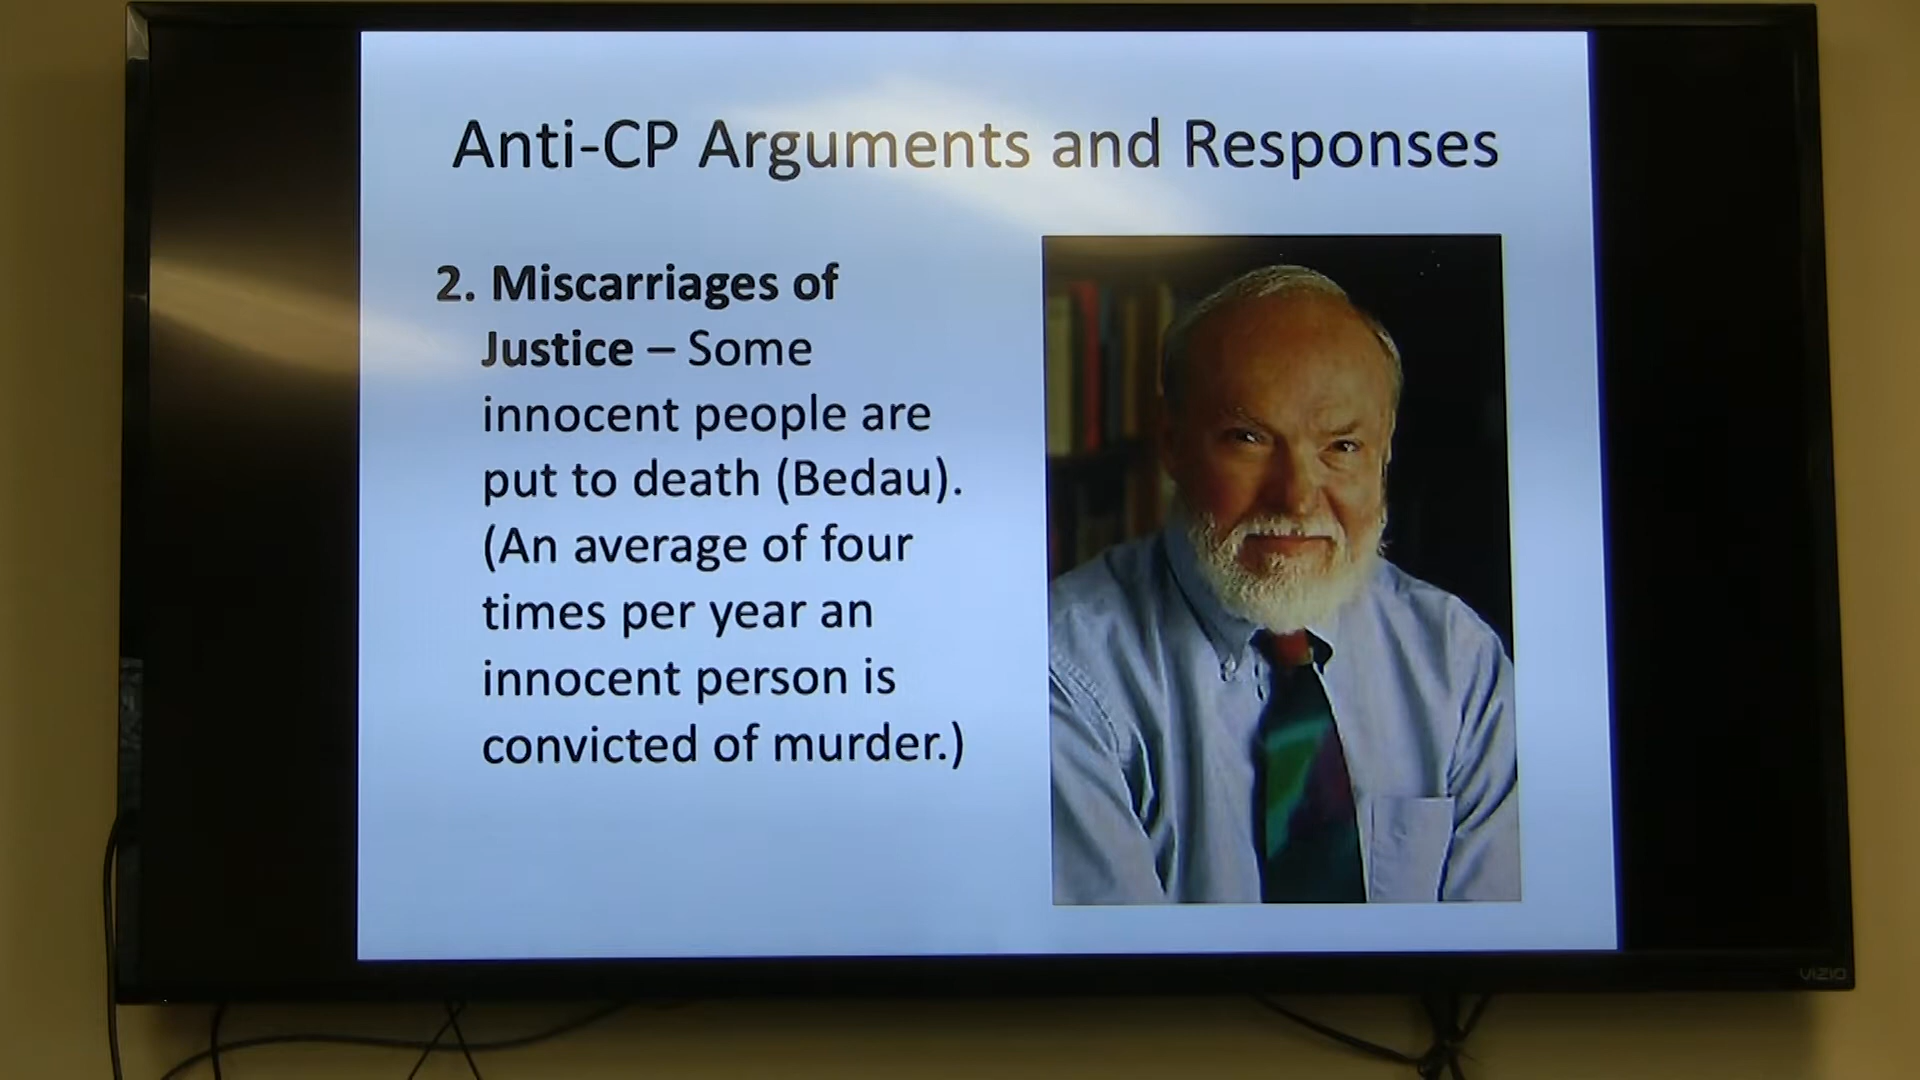 Anti-CP Arguments and Responses
2. Miscarriages of
Justice – Some
innocent people are
put to death (Bedau).
(An average of four
times per year an
innocent person is
convicted of murder.)
VIZIO